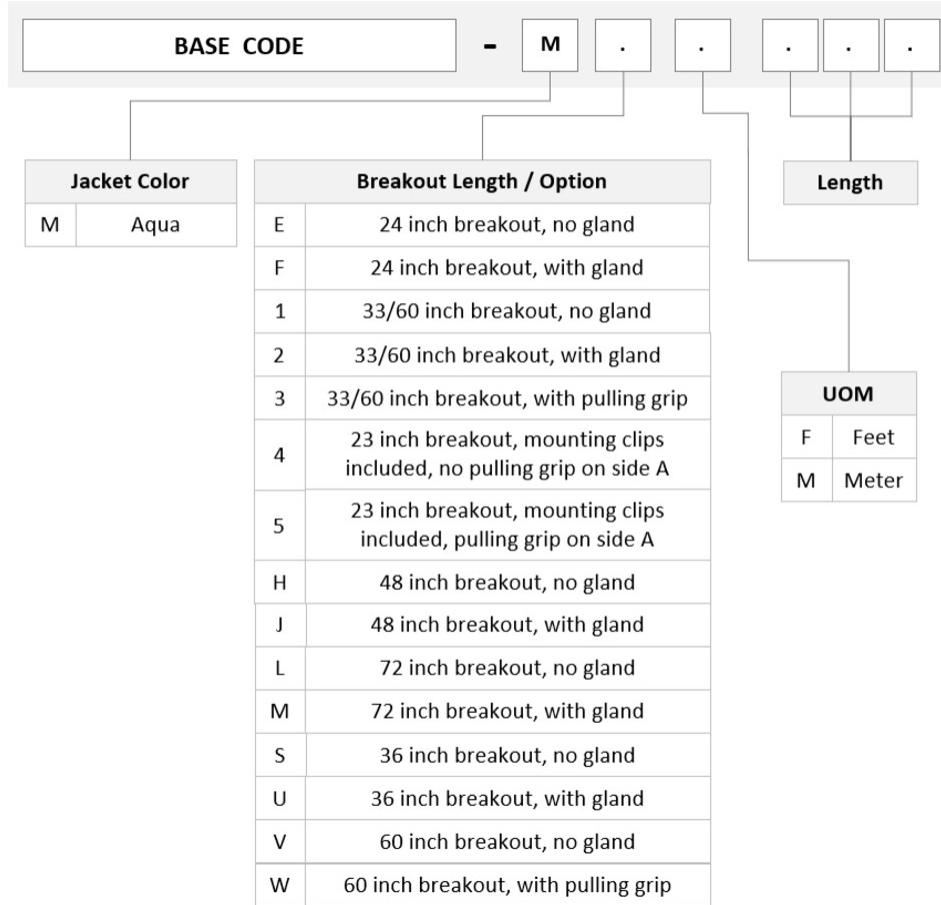 BASE CODE - M . . . . .
Jacket Color
M Aqua
Breakout Length / Option
E 24 inch breakout, no gland
F 24 inch breakout, with gland
1 33/60 inch breakout, no gland
2 33/60 inch breakout, with gland
3 33/60 inch breakout, with pulling grip
4 23 inch breakout, mounting clips
included, no pulling grip on side A
5 23 inch breakout, mounting clips
included, pulling grip on side A
H 48 inch breakout, no gland
J 48 inch breakout, with gland
L 72 inch breakout, no gland
M 72 inch breakout, with gland
S 36 inch breakout, no gland
U 36 inch breakout, with gland
V 60 inch breakout, no gland
W 60 inch breakout, with pulling grip
Length
UOM
F Feet
M Meter